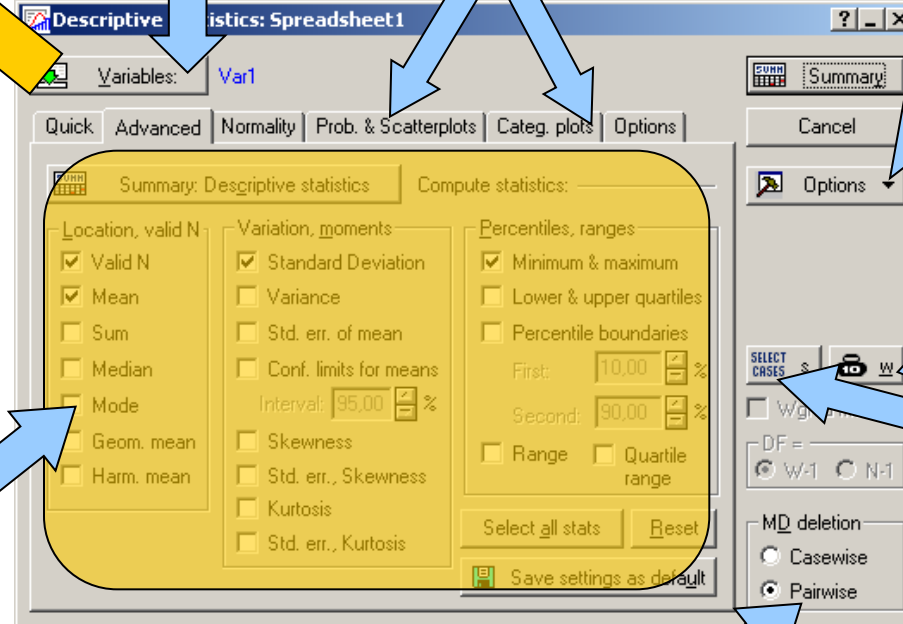 Descriptive istics: Spreadsheet1
Variables: Var1
SUMM Summary
Quick Advanced Normality Prob. & Scatterplots Categ. plots Options
Cancel
SUMM Summary: Descriptive statistics Compute statistics:
Options
Location, valid N
Valid N
Mean
Sum
Median
Mode
Geom. mean
Harm. mean
Variation, moments
Standard Deviation
Variance
Std. err. of mean
Conf. limits for means
Interval: 95,00 %
Skewness
Std. err., Skewness
Kurtosis
Std. err., Kurtosis
Percentiles, ranges
Minimum & maximum
Lower & upper quartiles
Percentile boundaries
First: 10,00 %
Second: 90,00 %
Range Quartile
range
Select all stats Reset
Save settings as default
SELECT
CASES S W
DF =
W-1 N-1
MD deletion
Casewise
Pairwise